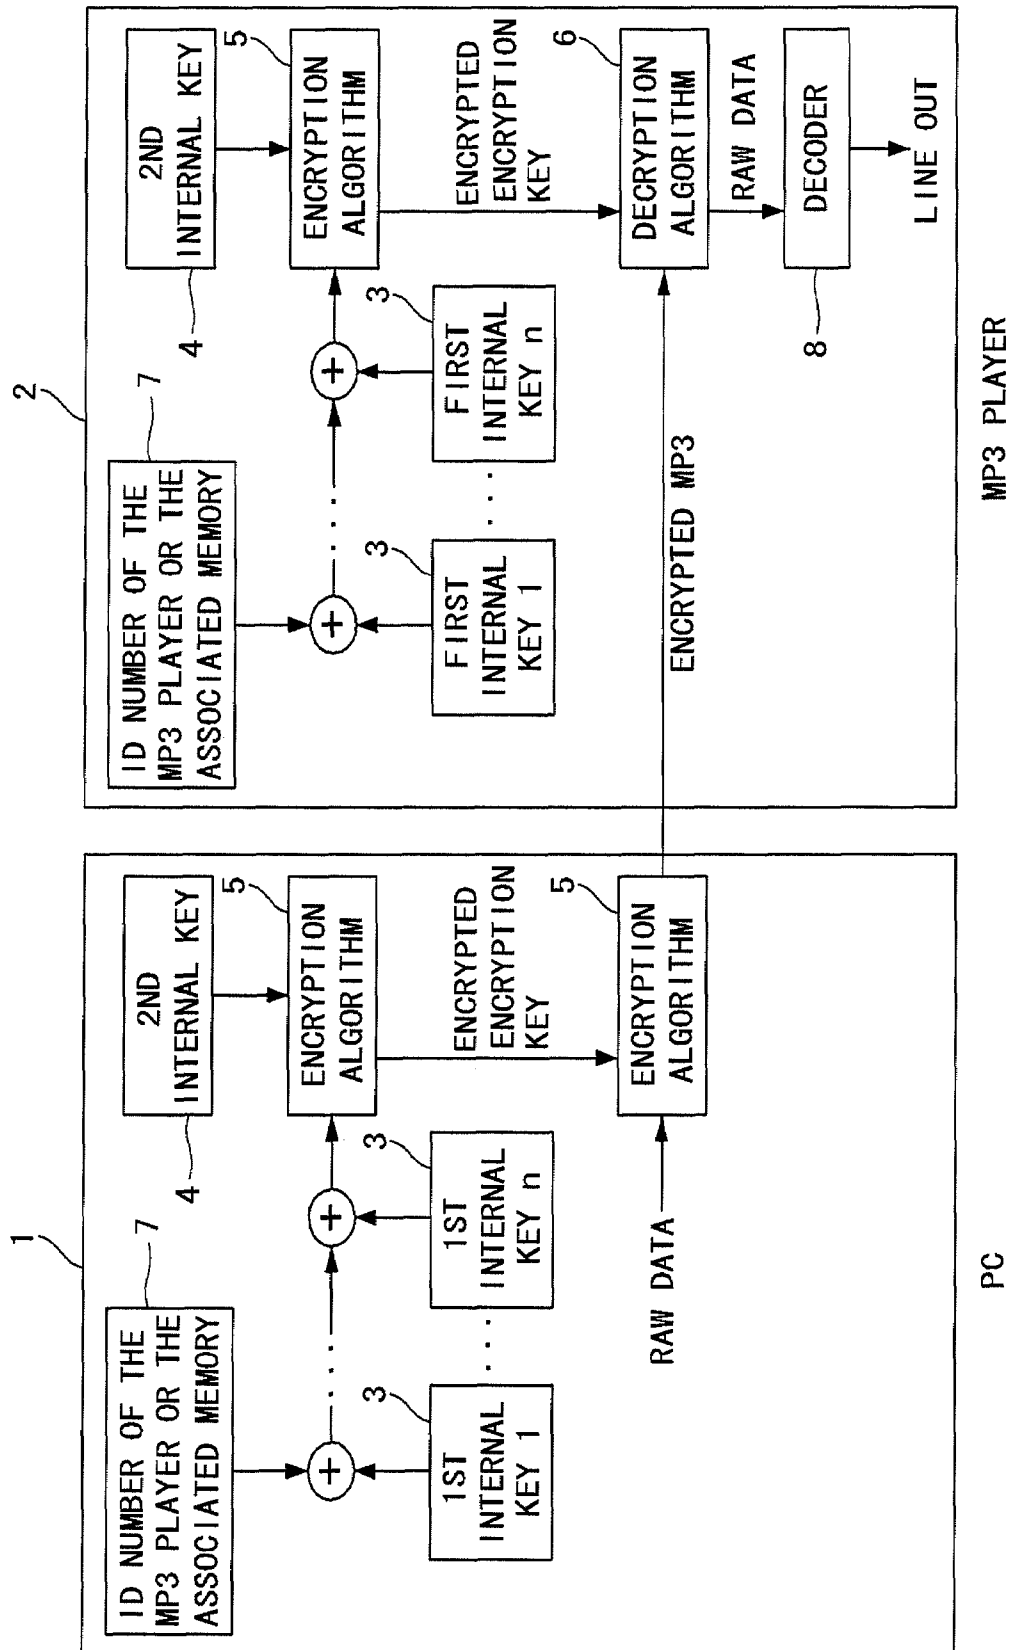 1
7
ID NUMBER OF THE
MP3 PLAYER OR THE
ASSOCIATED MEMORY
4
2ND
INTERNAL KEY
5
ENCRYPTION
ALGORITHM
+
. . .
+
3
1ST
INTERNAL
KEY 1
. . . .
3
1ST
INTERNAL
KEY n
ENCRYPTED
ENCRYPTION
KEY
RAW DATA
5
ENCRYPTION
ALGORITHM
PC
ENCRYPTED MP3
2
7
ID NUMBER OF THE
MP3 PLAYER OR THE
ASSOCIATED MEMORY
4
2ND
INTERNAL KEY
5
ENCRYPTION
ALGORITHM
+
. . .
+
3
FIRST
INTERNAL
KEY 1
. . . .
3
FIRST
INTERNAL
KEY n
ENCRYPTED
ENCRYPTION
KEY
6
DECRYPTION
ALGORITHM
RAW DATA
8
DECODER
LINE OUT
MP3 PLAYER